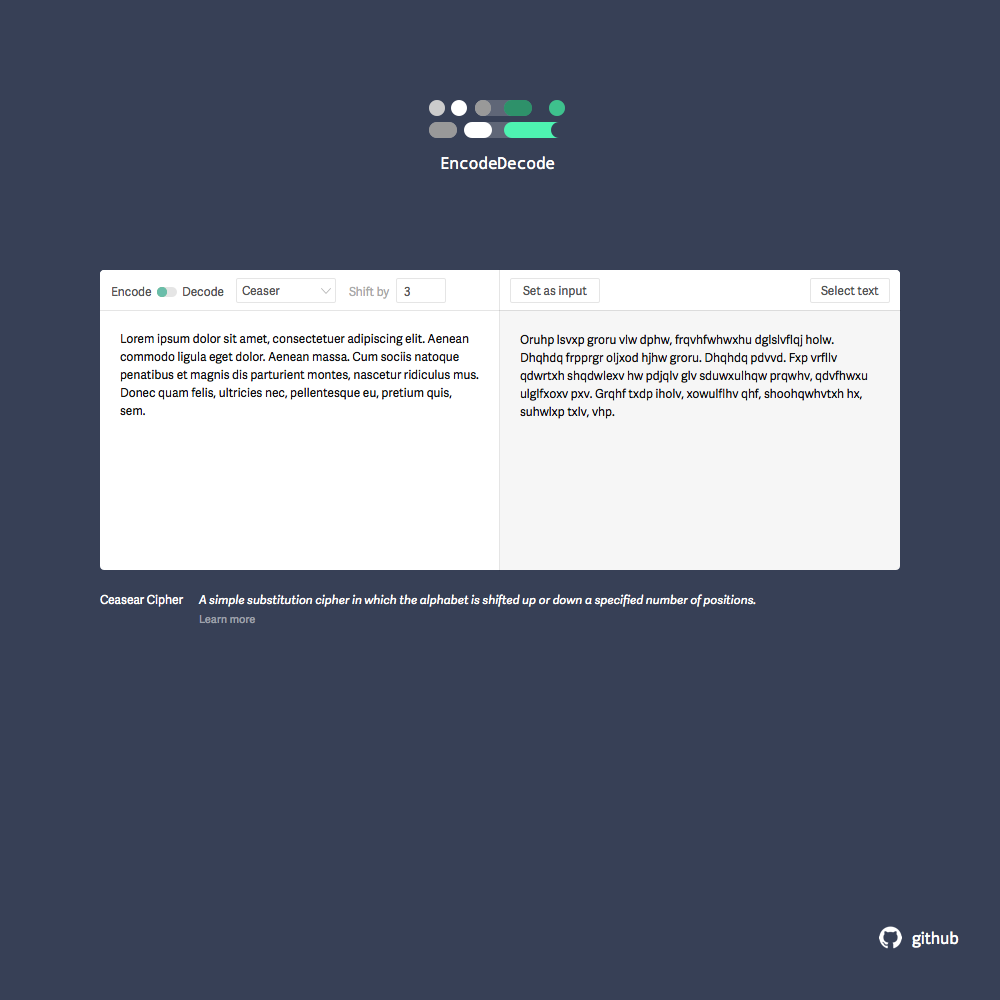 EncodeDecode
Encode Decode Ceaser Shift by 3 Set as input Select text
Lorem ipsum dolor sit amet, consectetuer adipiscing elit. Aenean
commodo ligula eget dolor. Aenean massa. Cum sociis natoque
penatibus et magnis dis parturient montes, nascetur ridiculus mus.
Donec quam felis, ultricies nec, pellentesque eu, pretium quis,
sem.
Oruhp lsvxp groru vlw dphw, frqvhfwhwxhu dglslvflqj holw.
Dhqhdq frpprgr oljxod hjhw groru. Dhqhdq pdvvd. Fxp vrfllv
qdwrtxh shqdwlexv hw pdjqlv glv sduwxulhqw prqwhv, qdvfhwxu
ulglfxoxv pxv. Grqhf txdp iholv, xowulflhv qhf, shoohqwhvtxh hx,
suhwlxp txlv, vhp.
Ceasear Cipher A simple substitution cipher in which the alphabet is shifted up or down a specified number of positions.
Learn more
github